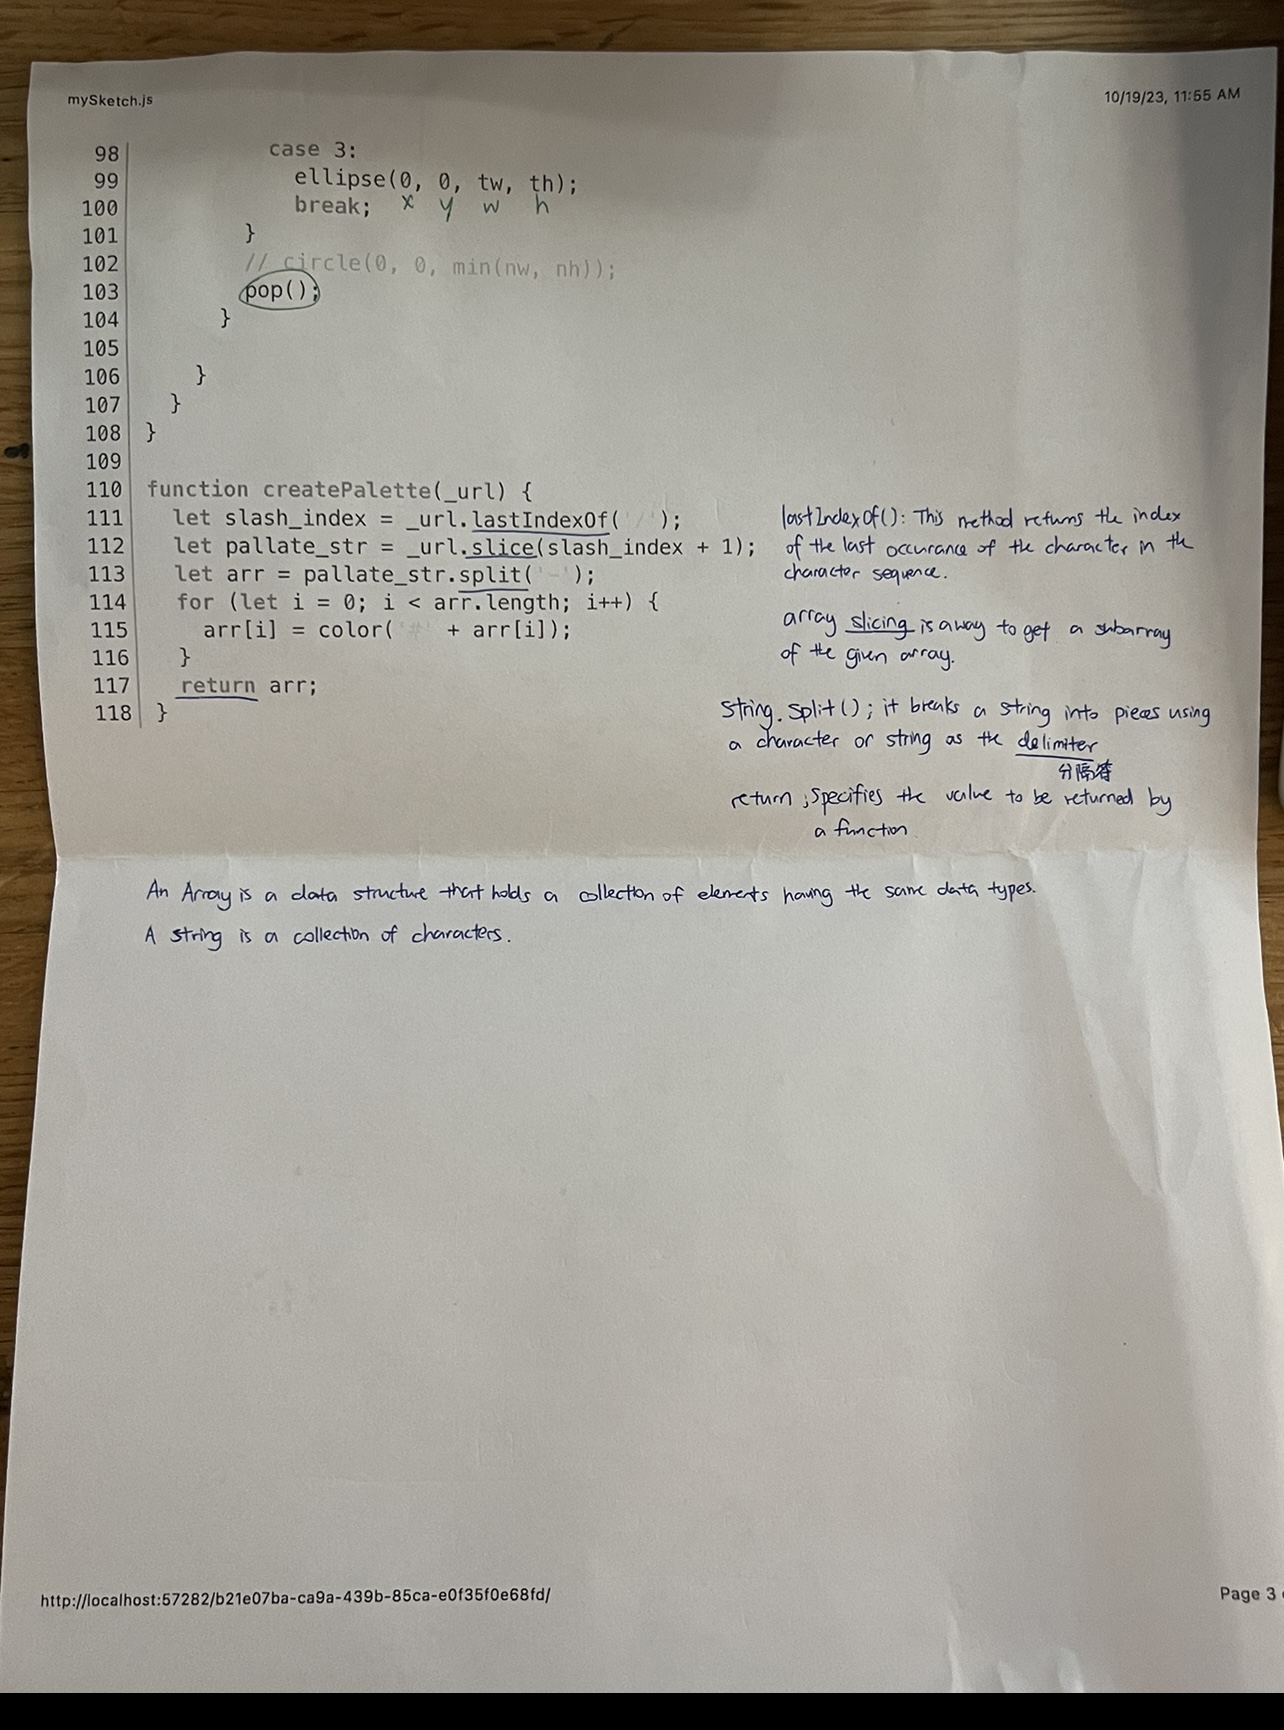 mySketch.js
10/19/23, 11:55 AM
98 case 3:
99 ellipse(0, 0, tw, th);
100 break; x y w h
101 }
102 // circle(0, 0, min(nw, nh));
103 pop();
104 }
105
106 }
107 }
108 }
109
110 function createPalette(_url) {
111 let slash_index = _url.lastIndexOf('/');
112 let pallate_str = _url.slice(slash_index + 1);
113 let arr = pallate_str.split('-');
114 for (let i = 0; i < arr.length; i++) {
115 arr[i] = color('#' + arr[i]);
116 }
117 return arr;
118 }
lastIndexOf(): This method returns the index
of the last occurance of the character in the
character sequence.
array slicing is a way to get a subarray
of the given array.
String.split(); it breaks a string into pieces using
a character or string as the delimiter
分隔符
return ; specifies the value to be returned by
a function
An Array is a data structure that holds a collection of elements having the same data types.
A string is a collection of characters.
http://localhost:57282/b21e07ba-ca9a-439b-85ca-e0f35f0e68fd/
Page 3